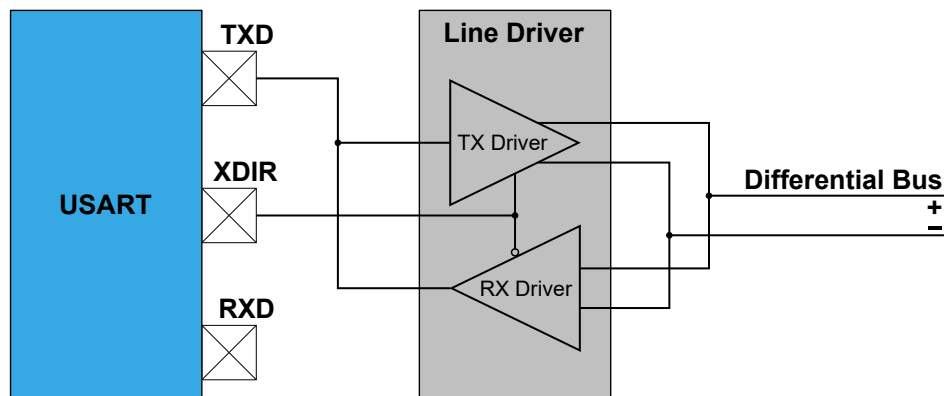 TXD
Line Driver
TX Driver
XDIR
Differential Bus
USART
+
−
RX Driver
RXD